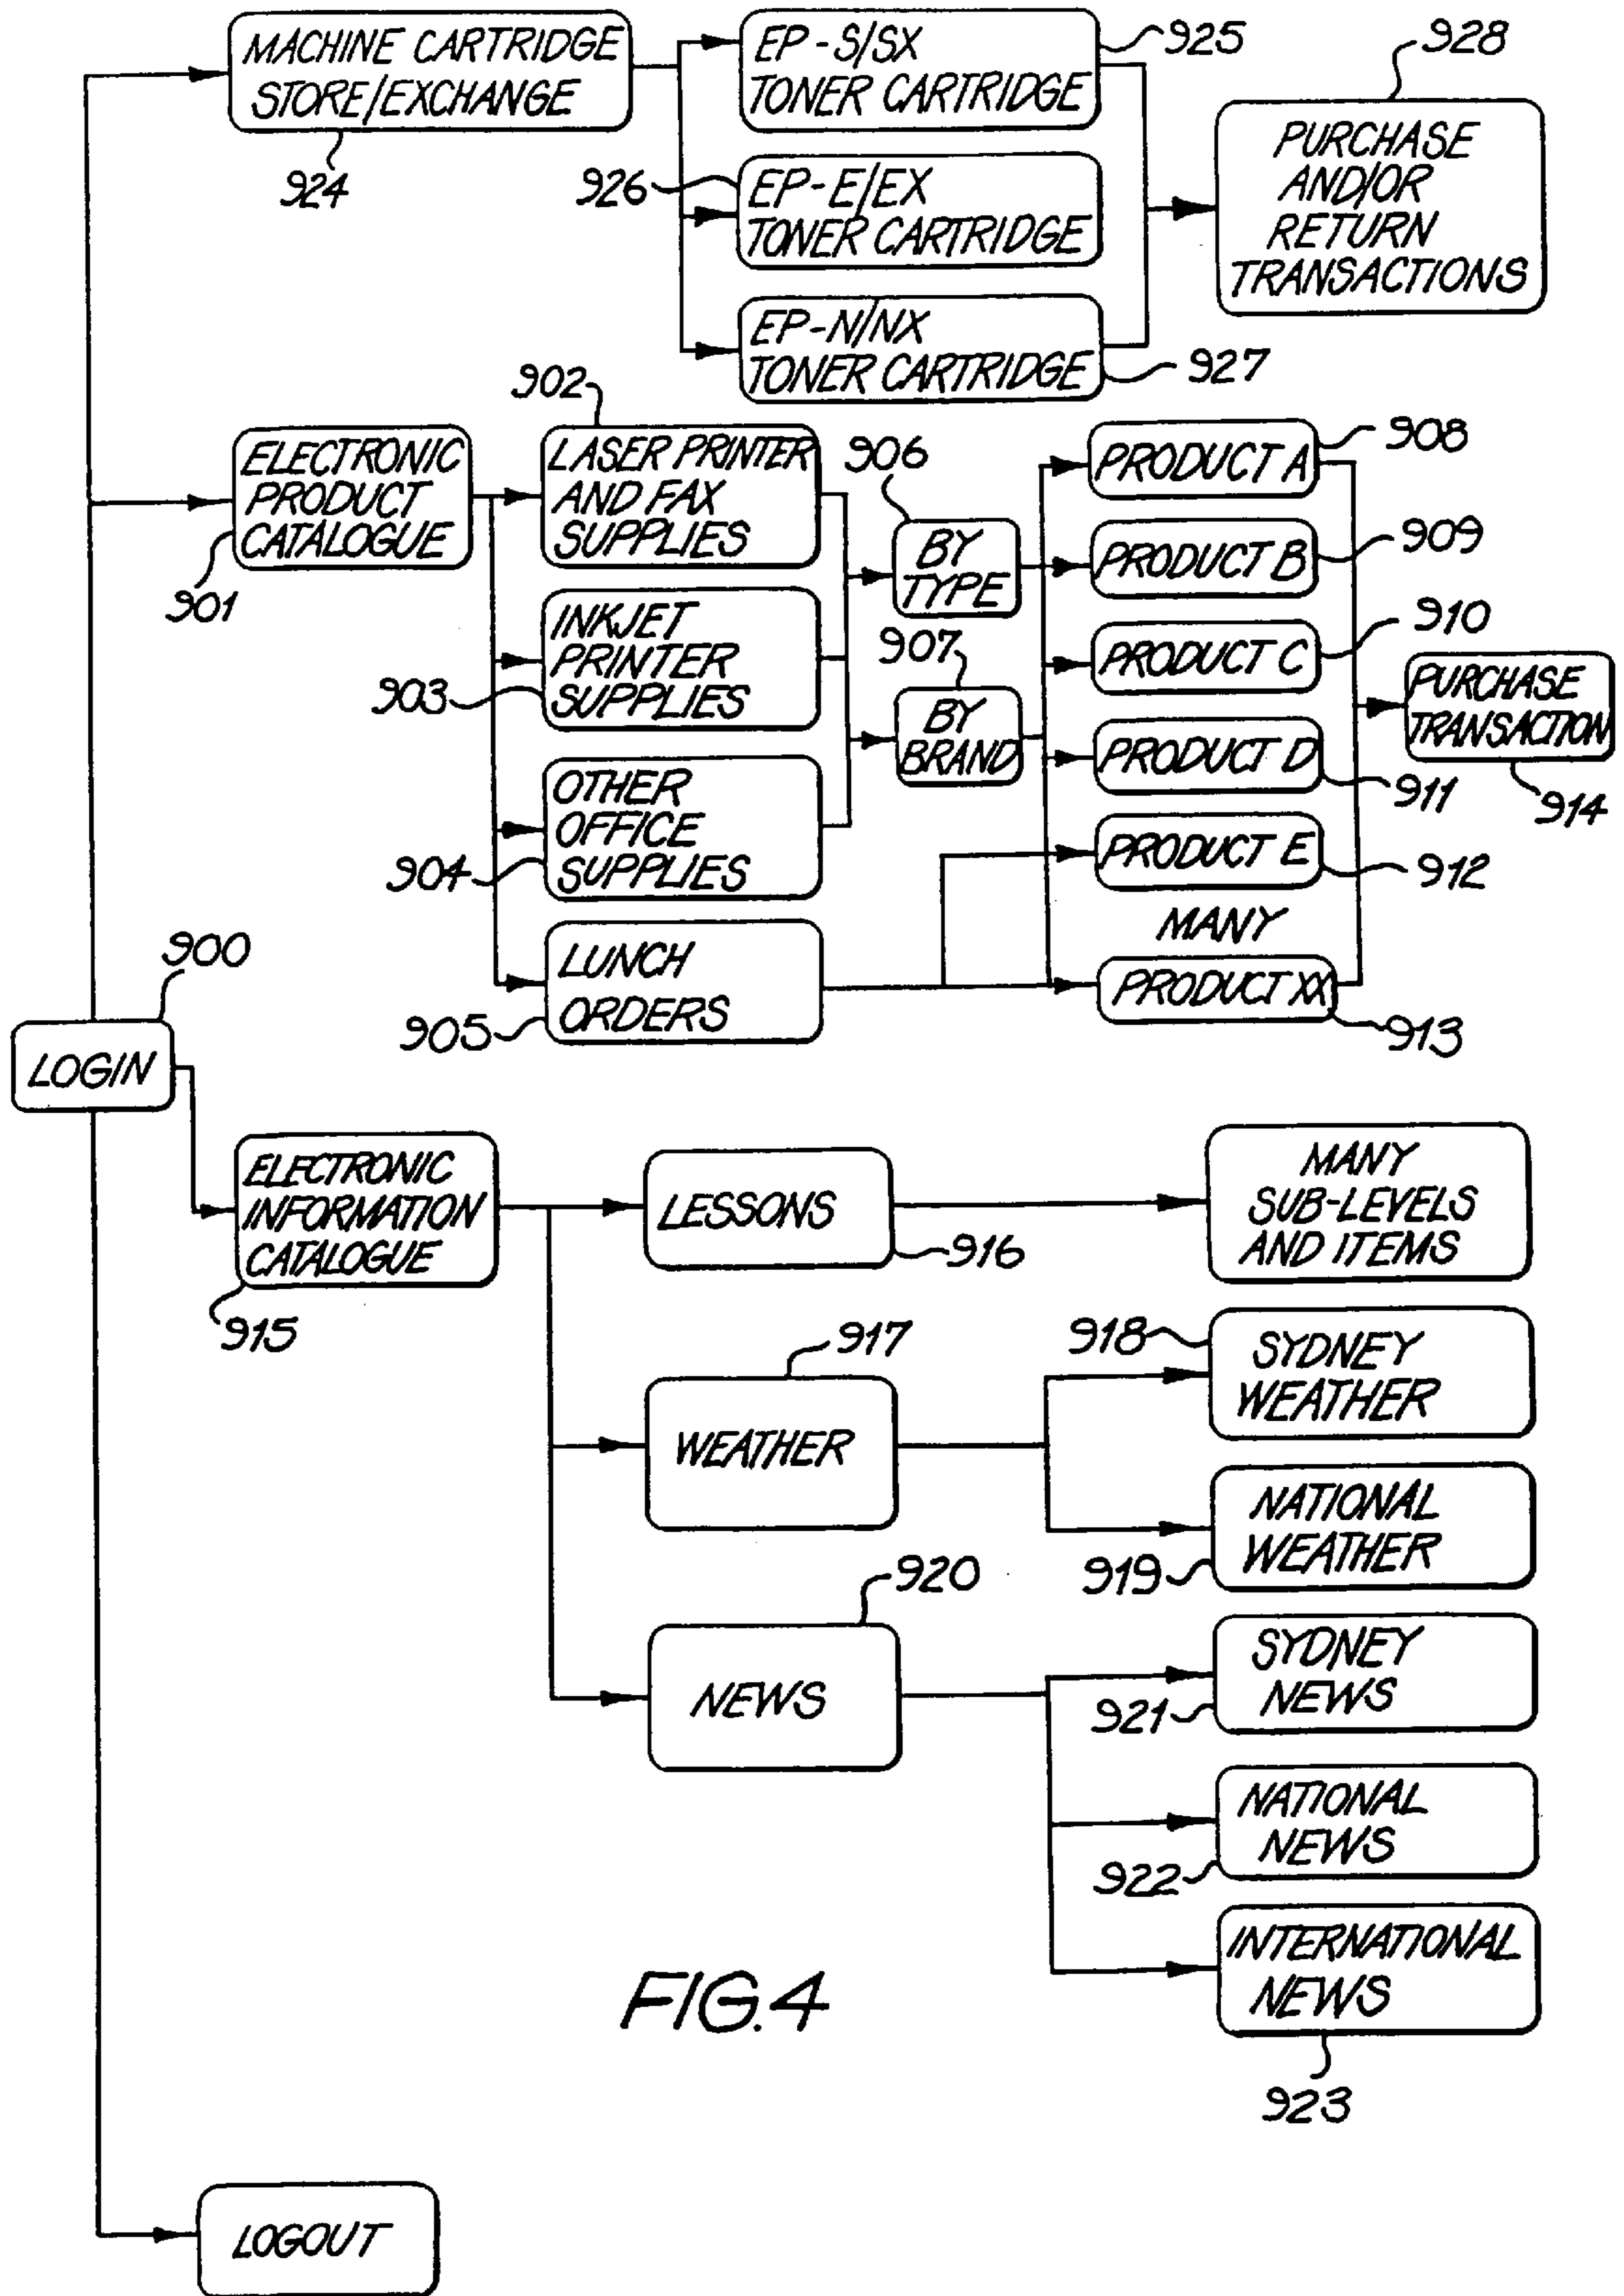 MACHINE CARTRIDGE
STORE/EXCHANGE
924
EP-S/SX
TONER CARTRIDGE
925
926
EP-E/EX
TONER CARTRIDGE
EP-N/NX
TONER CARTRIDGE
927
928
PURCHASE
AND/OR
RETURN
TRANSACTIONS
ELECTRONIC
PRODUCT
CATALOGUE
901
902
LASER PRINTER
AND FAX
SUPPLIES
INKJET
PRINTER
SUPPLIES
903
OTHER
OFFICE
SUPPLIES
904
LUNCH
ORDERS
905
906
BY
TYPE
907
BY
BRAND
PRODUCT A
908
PRODUCT B
909
PRODUCT C
910
PRODUCT D
911
PRODUCT E
912
MANY
PRODUCT XX
913
PURCHASE
TRANSACTION
914
900
LOGIN
ELECTRONIC
INFORMATION
CATALOGUE
915
LESSONS
916
MANY
SUB-LEVELS
AND ITEMS
917
WEATHER
918
SYDNEY
WEATHER
NATIONAL
WEATHER
919
920
NEWS
SYDNEY
NEWS
921
NATIONAL
NEWS
922
INTERNATIONAL
NEWS
923
FIG.4
LOGOUT